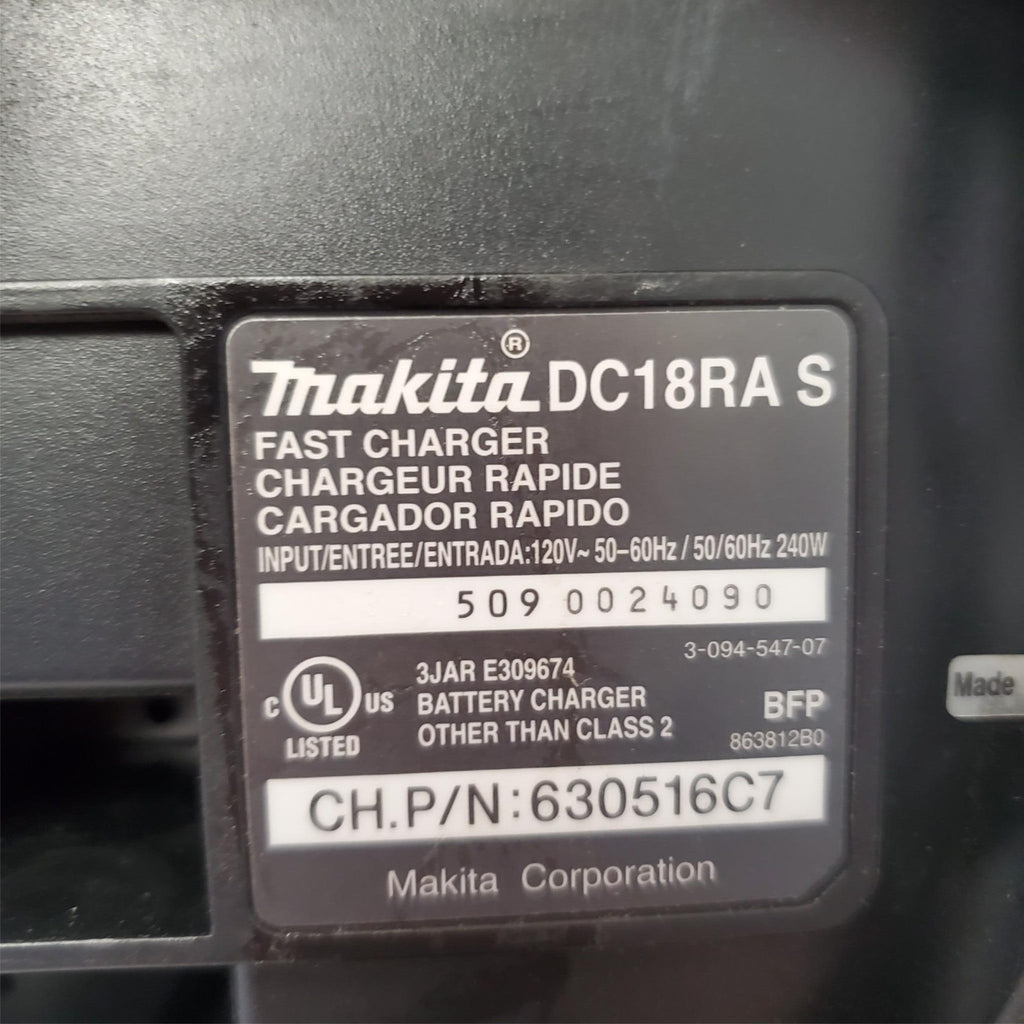 makita® DC18RA S
FAST CHARGER
CHARGEUR RAPIDE
CARGADOR RAPIDO
INPUT/ENTREE/ENTRADA:120V~ 50-60Hz / 50/60Hz 240W
509 0024090
3-094-547-07
C UL US
LISTED
3JAR E309674
BATTERY CHARGER
OTHER THAN CLASS 2
BFP
863812B0
CH.P/N:630516C7
Makita Corporation
Made